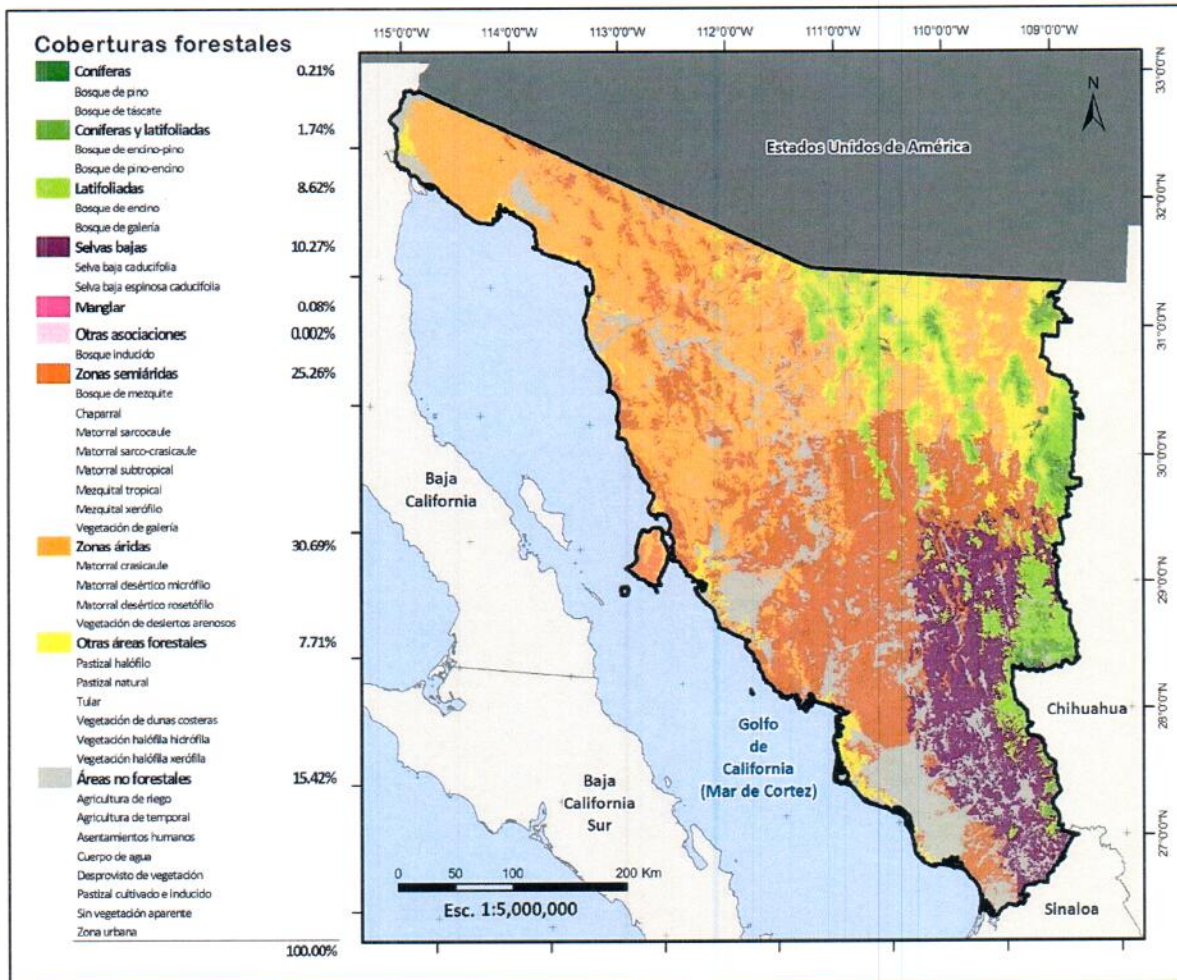 Coberturas forestales
Coníferas 0.21%
Bosque de pino
Bosque de táscate
Coníferas y latifoliadas 1.74%
Bosque de encino-pino
Bosque de pino-encino
Latifoliadas 8.62%
Bosque de encino
Bosque de galería
Selvas bajas 10.27%
Selva baja caducifolia
Selva baja espinosa caducifolia
Manglar 0.08%
Otras asociaciones 0.002%
Bosque inducido
Zonas semiáridas 25.26%
Bosque de mezquite
Chaparral
Matorral sarcocaule
Matorral sarco-crasicaule
Matorral subtropical
Mezquital tropical
Mezquital xerófilo
Vegetación de galería
Zonas áridas 30.69%
Matorral crasicaule
Matorral desértico micrófilo
Matorral desértico rosetófilo
Vegetación de desiertos arenosos
Otras áreas forestales 7.71%
Pastizal halófilo
Pastizal natural
Tular
Vegetación de dunas costeras
Vegetación halófila hidrófila
Vegetación halófila xerófila
Áreas no forestales 15.42%
Agricultura de riego
Agricultura de temporal
Asentamientos humanos
Cuerpo de agua
Desprovisto de vegetación
Pastizal cultivado e inducido
Sin vegetación aparente
Zona urbana
100.00%
115°0'0"W 114°0'0"W 113°0'0"W 112°0'0"W 111°0'0"W 110°0'0"W 109°0'0"W
33°0'0"N
32°0'0"N
31°0'0"N
30°0'0"N
29°0'0"N
28°0'0"N
27°0'0"N
N
Estados Unidos de América
Baja
California
Chihuahua
Golfo
de
California
(Mar de Cortez)
Baja
California
Sur
Sinaloa
0 50 100 200 Km
Esc. 1:5,000,000